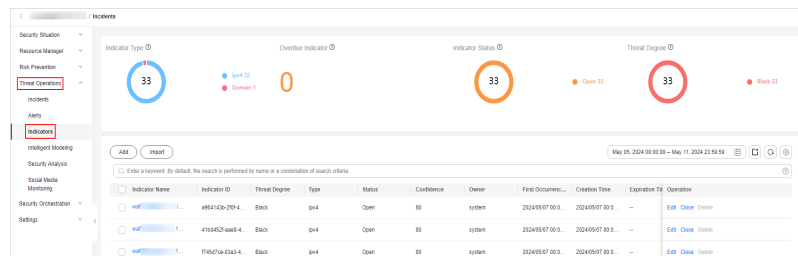 / Incidents
Security Situation
Resource Manager
Risk Prevention
Threat Operations
Incidents
Alerts
Indicators
Intelligent Modeling
Security Analysis
Social Media
Monitoring
Security Orchestration
Settings
Indicator Type
33
ipv4 32
Domain 1
Overdue Indicator
0
Indicator Status
33
Open 33
Threat Degree
33
Black 33
Add Import May 05, 2024 00:00:00 – May 11, 2024 23:59:59
Enter a keyword. By default, the search is performed by name or a combination of search criteria.
Indicator Name Indicator ID Threat Degree Type Status Confidence Owner First Occurrenc... Creation Time Expiration Tir Operation
waf i... a964143b-2f0f-4... Black ipv4 Open 80 system 2024/05/07 00:0... 2024/05/07 00:0... -- Edit Close Delete
waf t... 41bd452f-aae8-4... Black ipv4 Open 80 system 2024/05/07 00:0... 2024/05/07 00:0... -- Edit Close Delete
waf t... f745d7ce-03a3-4... Black ipv4 Open 80 system 2024/05/07 00:0... 2024/05/07 00:0... -- Edit Close Delete